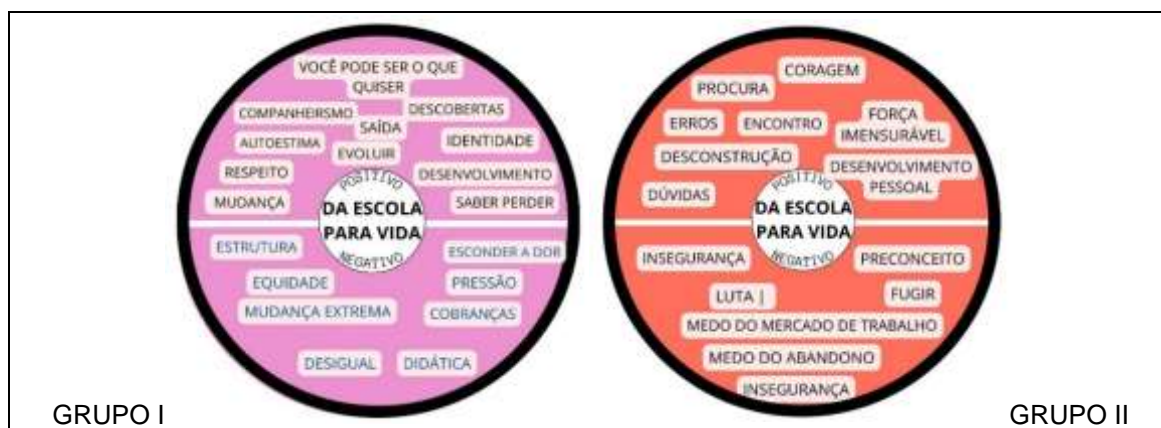 VOCÊ PODE SER O QUE
QUISER
COMPANHEIRSMO
DESCOBERTAS
SAÍDA
AUTOESTIMA
IDENTIDADE
EVOLUIR
RESPEITO
DESENVOLVIMENTO
MUDANÇA
SABER PERDER
POSITIVO
DA ESCOLA
PARA VIDA
NEGATIVO
ESTRUTURA
ESCONDER A DOR
EQUIDADE
PRESSÃO
MUDANÇA EXTREMA
COBRANÇAS
DESIGUAL
DIDÁTICA
GRUPO I
CORAGEM
PROCURA
ERROS
ENCONTRO
FORÇA
IMENSURÁVEL
DESCONSTRUÇÃO
DESENVOLVIMENTO
PESSOAL
DÚVIDAS
POSITIVO
DA ESCOLA
PARA VIDA
NEGATIVO
INSEGURANÇA
PRECONCEITO
LUTA |
FUGIR
MEDO DO MERCADO DE TRABALHO
MEDO DO ABANDONO
INSEGURANÇA
GRUPO II